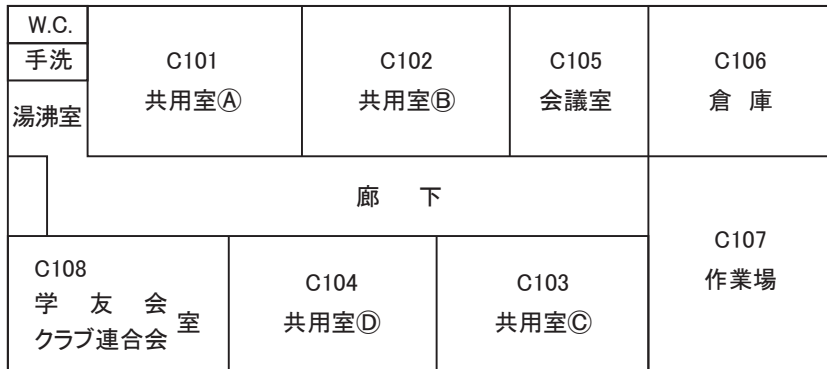 W.C.
手洗
湯沸室
C101
共用室Ⓐ
C102
共用室Ⓑ
C105
会議室
C106
倉 庫
廊 下
C107
作業場
C108
学 友 会
クラブ連合会
室
C104
共用室Ⓓ
C103
共用室Ⓒ